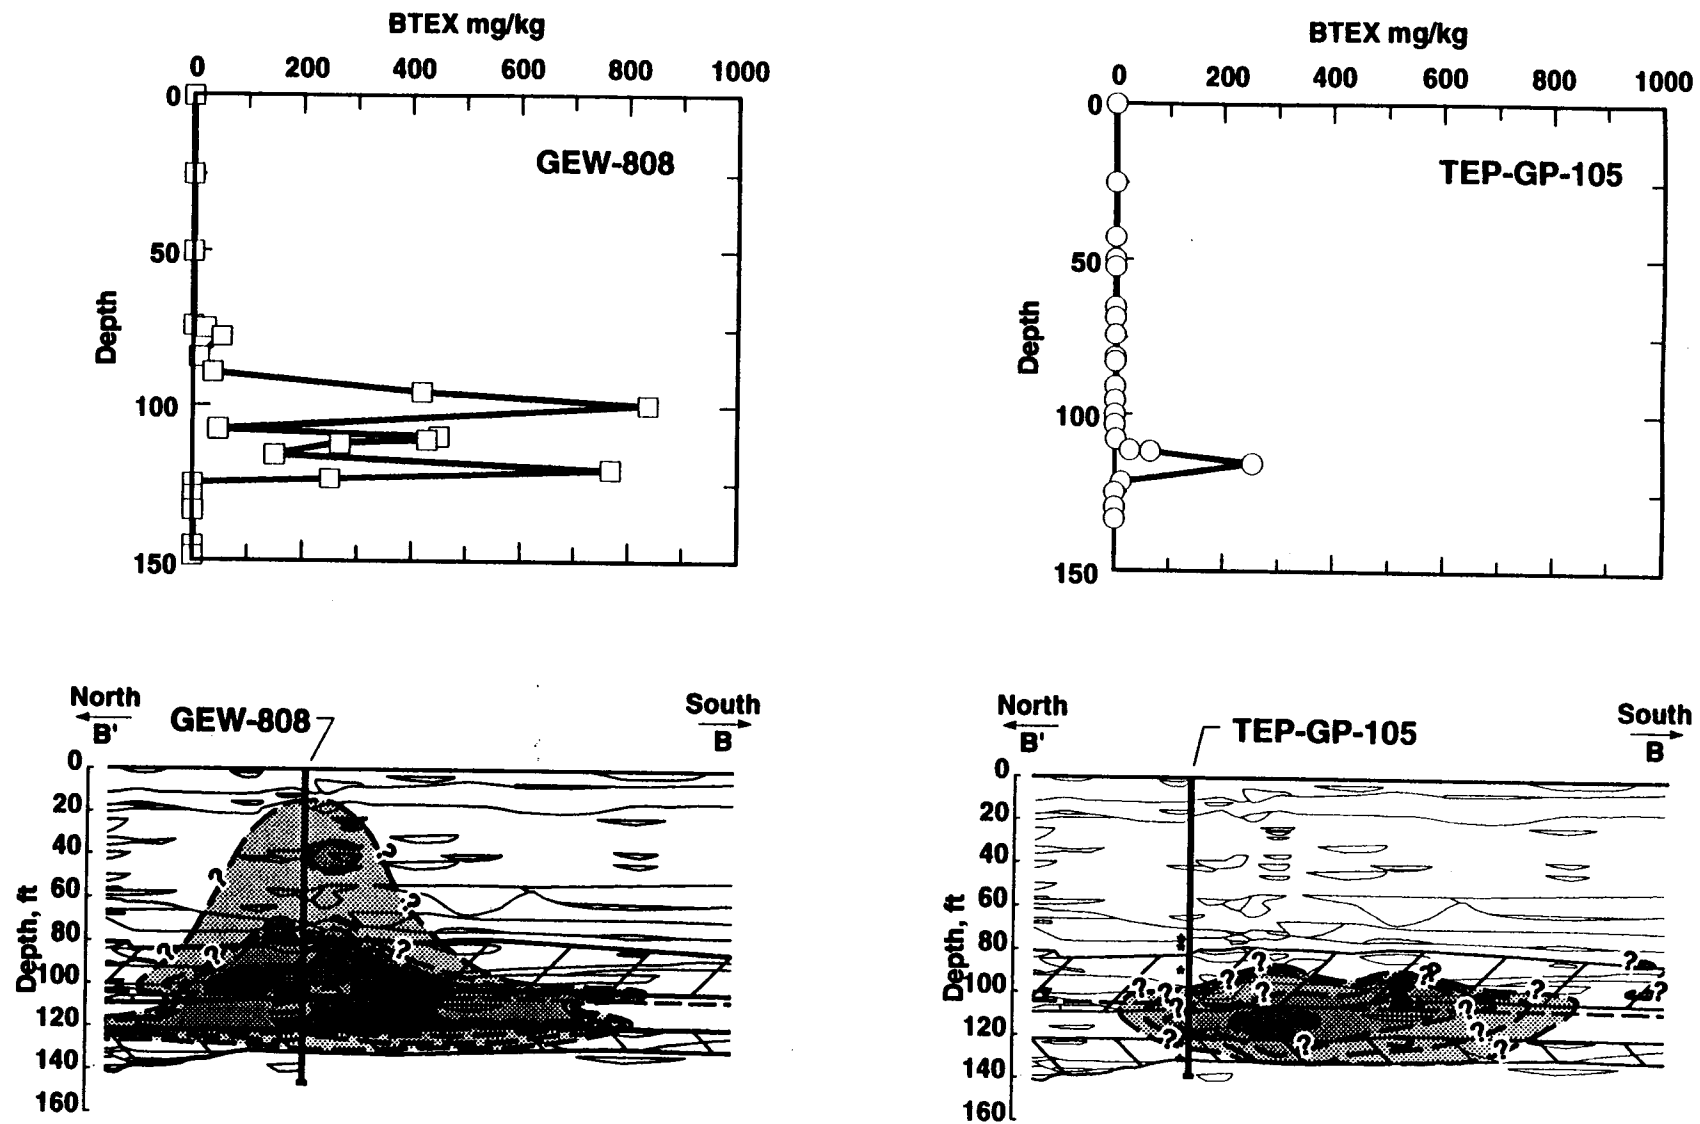 BTEX mg/kg
0 200 400 600 800 1000
0
50
100
150
Depth
GEW-808
BTEX mg/kg
0 200 400 600 800 1000
0
50
100
150
Depth
TEP-GP-105
North
B'
GEW-808
South
B
0
20
40
60
80
100
120
140
160
Depth, ft
? ? ? ? ? ? ?
North
B'
TEP-GP-105
South
B
0
20
40
60
80
100
120
140
160
Depth, ft
**
*
? ? ? ? ? ? ? ? ? ? ? ? ? ? ?